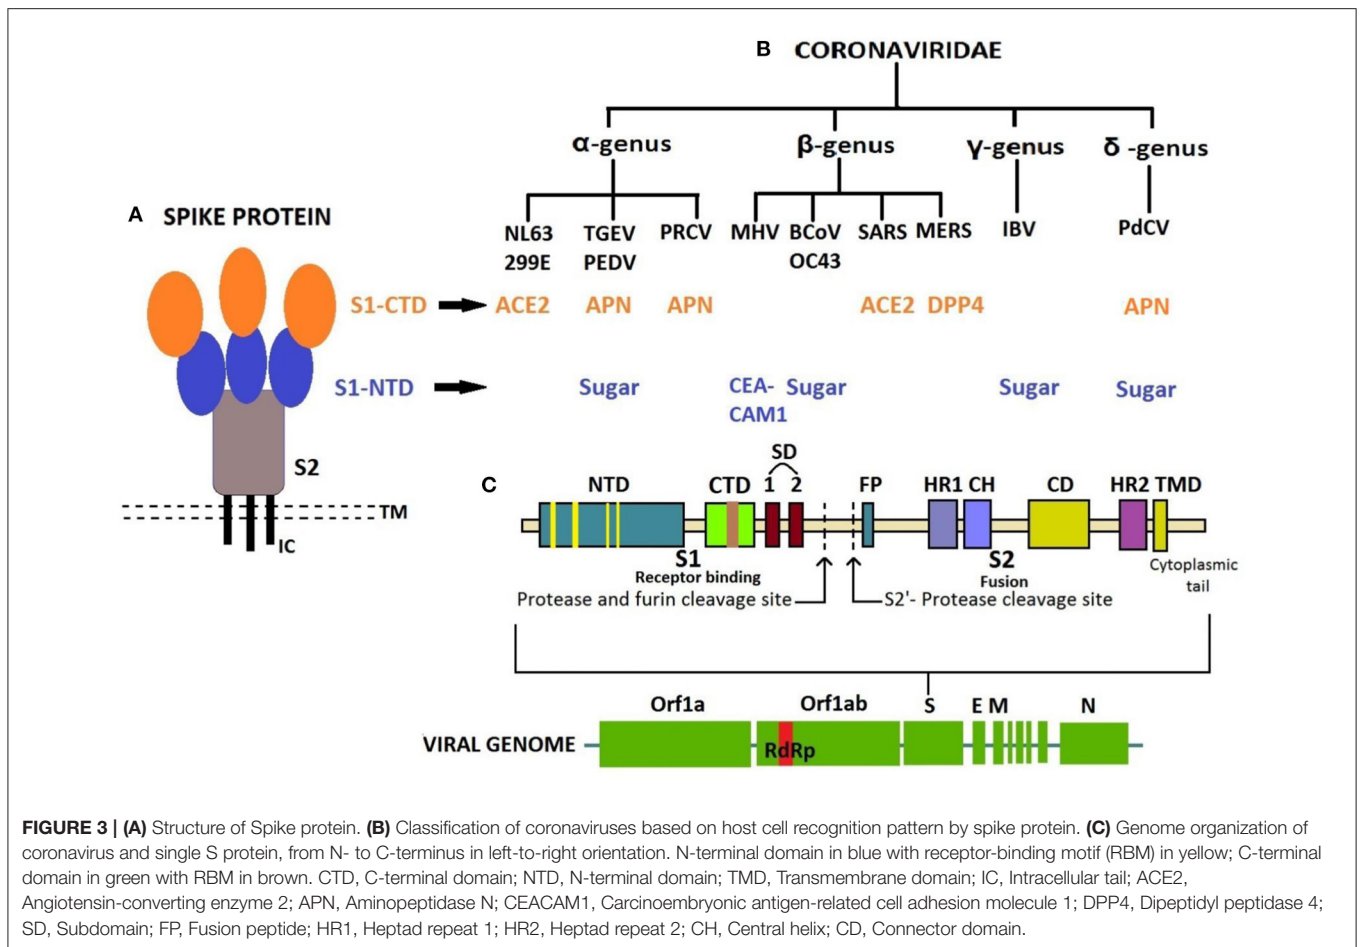 B CORONAVIRIDAE
α-genus β-genus γ-genus δ -genus
A SPIKE PROTEIN
NL63 TGEV PRCV MHV BCoV SARS MERS IBV PdCV
299E PEDV OC43
S1-CTD ACE2 APN APN ACE2 DPP4 APN
S1-NTD Sugar CEA- Sugar Sugar Sugar
CAM1
S2
TM
IC
C
SD
NTD CTD 1 2 FP HR1 CH CD HR2 TMD
S1 S2
Receptor binding Fusion
Cytoplasmic
tail
Protease and furin cleavage site S2'- Protease cleavage site
Orf1a Orf1ab S E M N
VIRAL GENOME RdRp
FIGURE 3 | (A) Structure of Spike protein. (B) Classification of coronaviruses based on host cell recognition pattern by spike protein. (C) Genome organization of
coronavirus and single S protein, from N- to C-terminus in left-to-right orientation. N-terminal domain in blue with receptor-binding motif (RBM) in yellow; C-terminal
domain in green with RBM in brown. CTD, C-terminal domain; NTD, N-terminal domain; TMD, Transmembrane domain; IC, Intracellular tail; ACE2,
Angiotensin-converting enzyme 2; APN, Aminopeptidase N; CEACAM1, Carcinoembryonic antigen-related cell adhesion molecule 1; DPP4, Dipeptidyl peptidase 4;
SD, Subdomain; FP, Fusion peptide; HR1, Heptad repeat 1; HR2, Heptad repeat 2; CH, Central helix; CD, Connector domain.